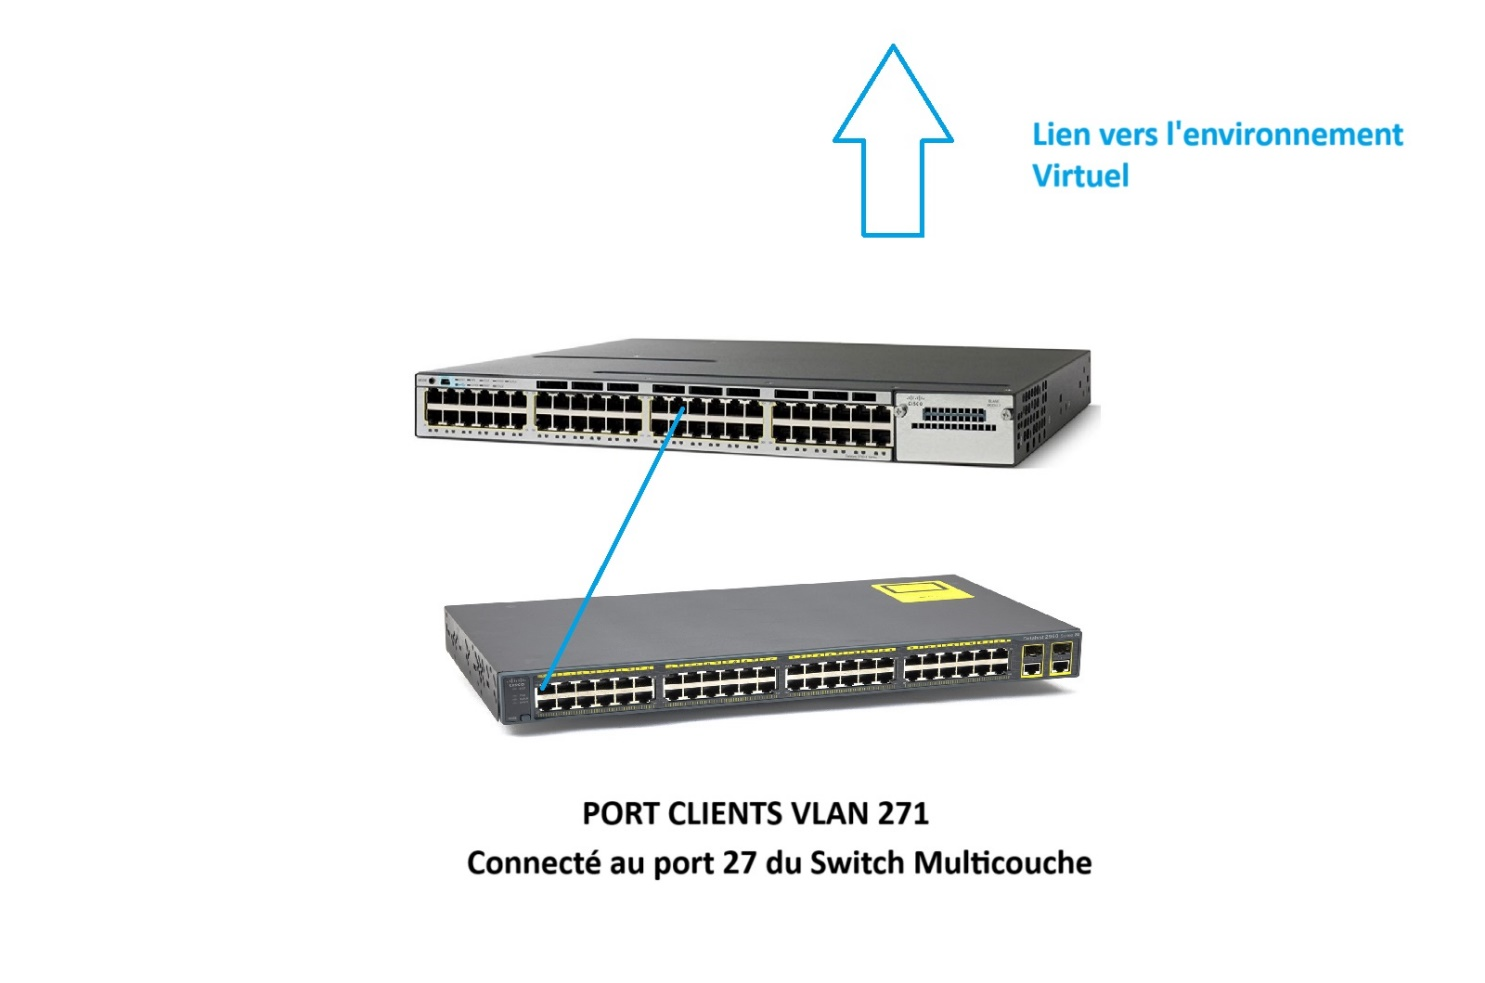 Lien vers l'environnement
Virtuel
PORT CLIENTS VLAN 271
Connecté au port 27 du Switch Multicouche